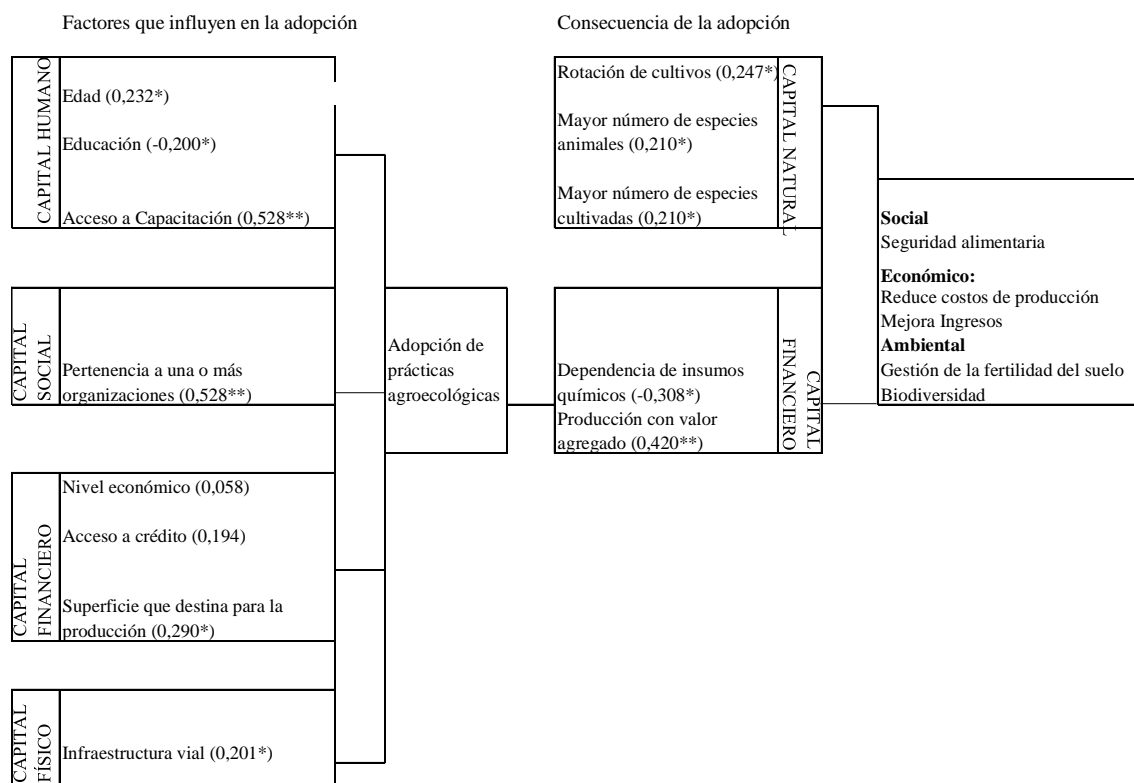 Factores que influyen en la adopción
CAPITAL HUMANO
Edad (0,232*)
Educación (-0,200*)
Acceso a Capacitación (0,528**)
CAPITAL
SOCIAL
Pertenencia a una o más
organizaciones (0,528**)
CAPITAL
FINANCIERO
Nivel económico (0,058)
Acceso a crédito (0,194)
Superficie que destina para la
producción (0,290*)
CAPITAL
FÍSICO
Infraestructura vial (0,201*)
Adopción de
prácticas
agroecológicas
Consecuencia de la adopción
Rotación de cultivos (0,247*)
Mayor número de especies
animales (0,210*)
Mayor número de especies
cultivadas (0,210*)
CAPITAL NATURAL
Dependencia de insumos
químicos (-0,308*)
Producción con valor
agregado (0,420**)
CAPITAL
FINANCIERO
Social
Seguridad alimentaria
Económico:
Reduce costos de producción
Mejora Ingresos
Ambiental
Gestión de la fertilidad del suelo
Biodiversidad